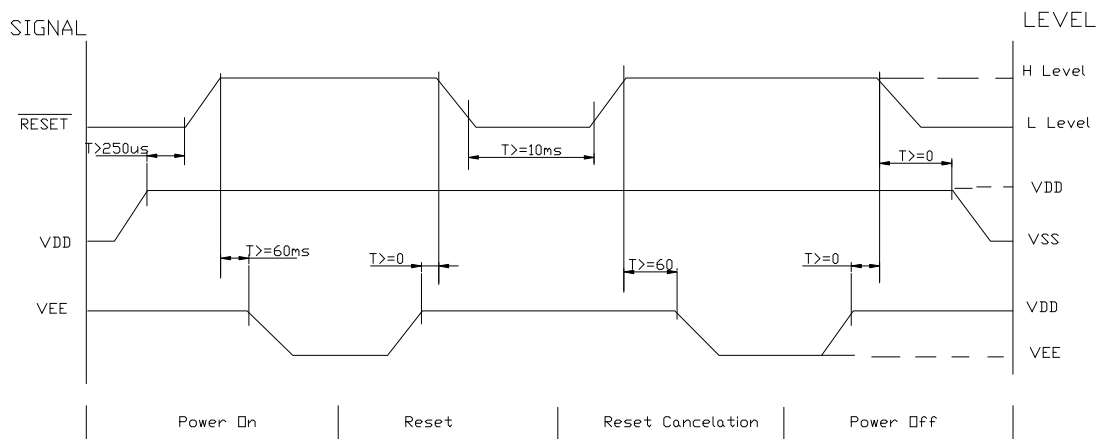 SIGNAL
LEVEL
H Level
RESET
L Level
T>250us
T>=10ms
T>=0
VDD
VDD
VSS
T>=60ms
T>=0
T>=60
T>=0
VEE
VDD
VEE
Power On
Reset
Reset Cancelation
Power Off